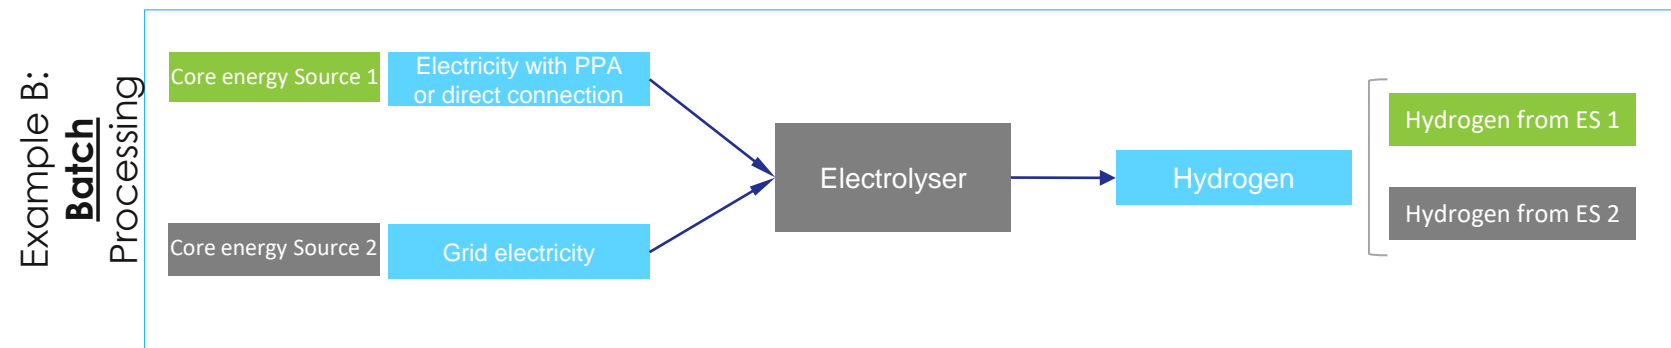 Example B:
Batch
Processing
Core energy Source 1
Electricity with PPA
or direct connection
Core energy Source 2
Grid electricity
Electrolyser
Hydrogen
Hydrogen from ES 1
Hydrogen from ES 2